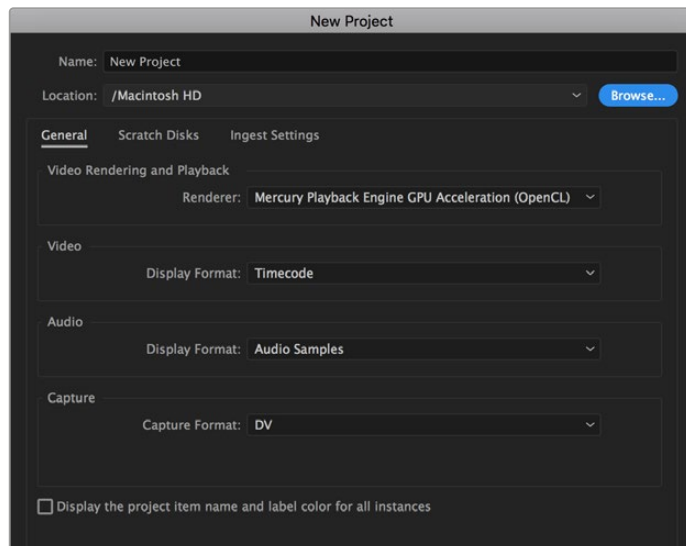 New Project
Name: New Project
Location: /Macintosh HD Browse...
General Scratch Disks Ingest Settings
Video Rendering and Playback
Renderer: Mercury Playback Engine GPU Acceleration (OpenCL)
Video
Display Format: Timecode
Audio
Display Format: Audio Samples
Capture
Capture Format: DV
Display the project item name and label color for all instances